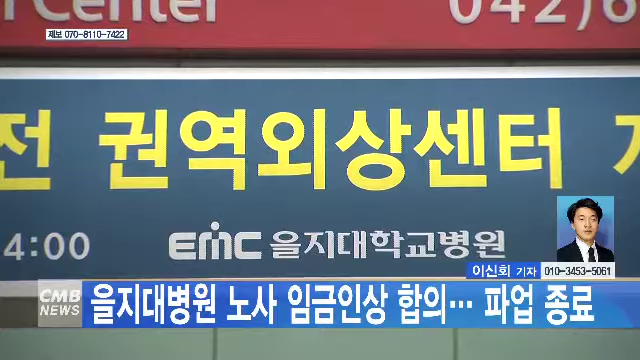 Center
042)6
제보 070-8110-7422
전 권역외상센터
4:00
EMC 을지대학교병원
이신회 기자 010-3453-5061
CMB NEWS
을지대병원 노사 임금인상 합의… 파업 종료